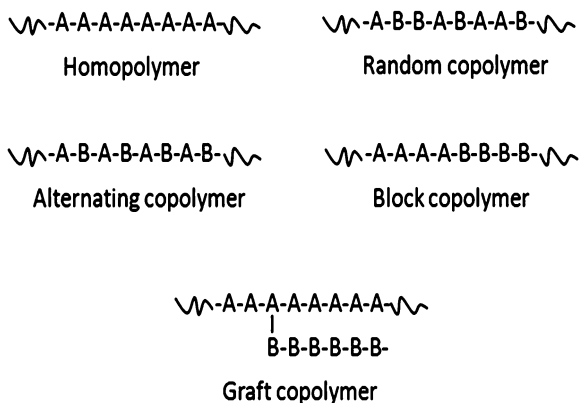 -A-A-A-A-A-A-A-A- -A-B-B-A-B-A-A-B-
Homopolymer Random copolymer
-A-B-A-B-A-B-A-B- -A-A-A-A-B-B-B-B-
Alternating copolymer Block copolymer
-A-A-A-A-A-A-A-A-
B-B-B-B-B-B-
Graft copolymer